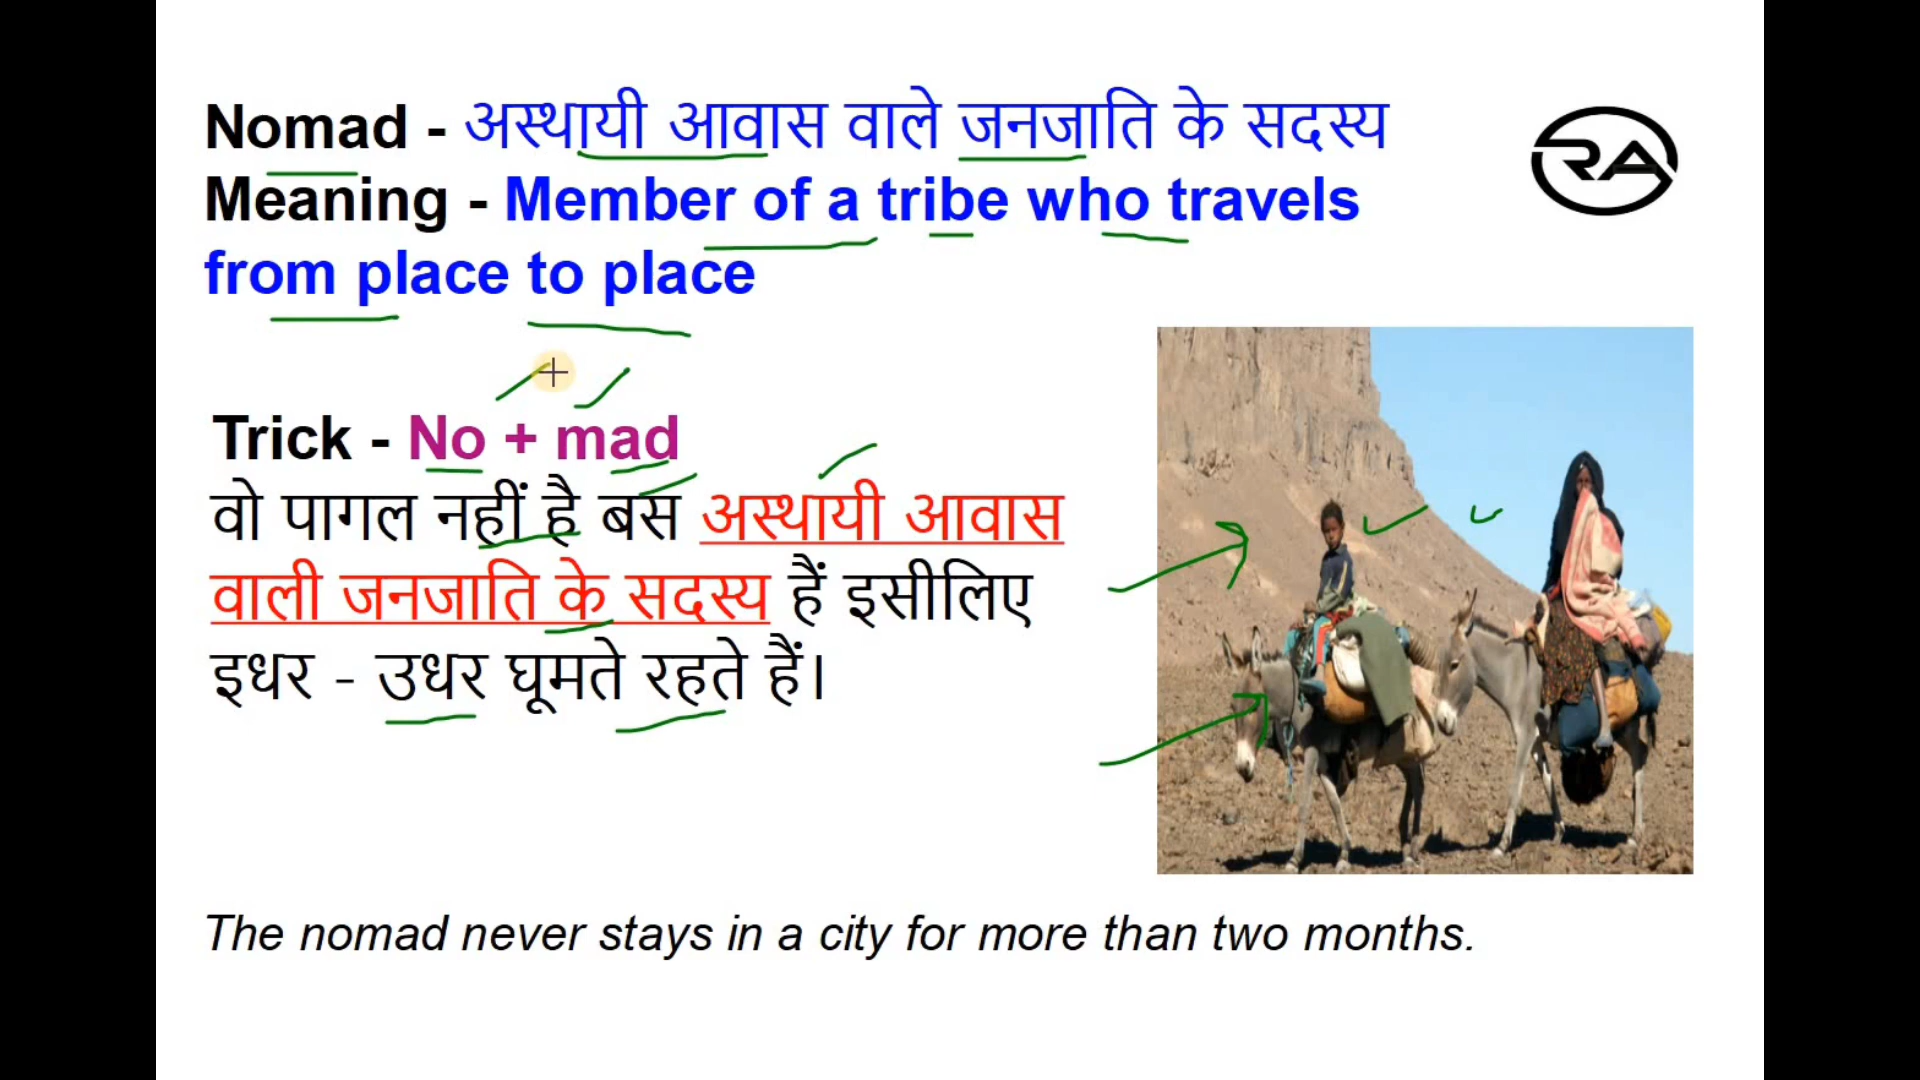 Nomad - अस्थायी आवास वाले जनजाति के सदस्य
RA
Meaning - Member of a tribe who travels
from place to place
Trick - No + mad
वो पागल नहीं है बस अस्थायी आवास
वाली जनजाति के सदस्य हैं इसीलिए
इधर - उधर घूमते रहते हैं।
The nomad never stays in a city for more than two months.